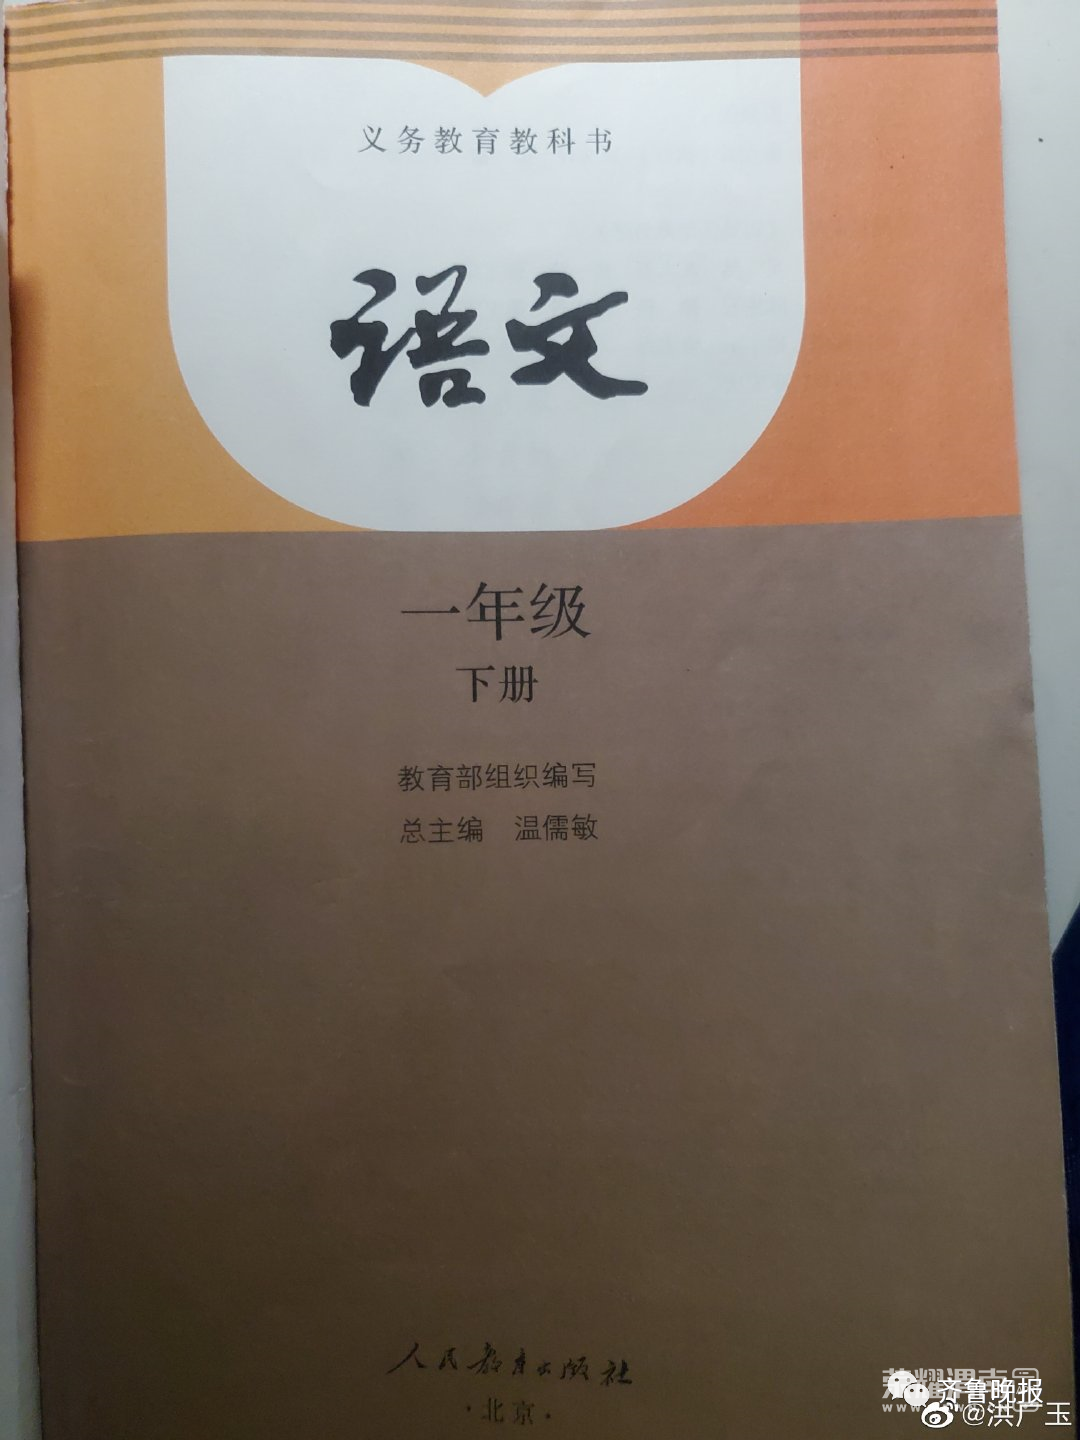 义务教育教科书
语文
一年级
下册
教育部组织编写
总主编 温儒敏
人民教育出版社
·北京·
齐鲁晚报
@洪广玉